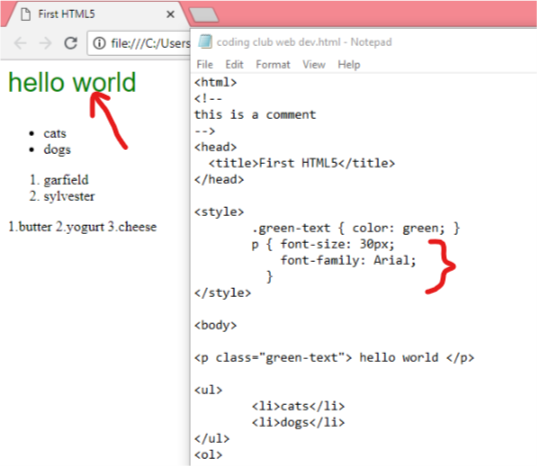 First HTML5
file:///C:/Users
hello world
cats
dogs
1. garfield
2. sylvester
1.butter 2.yogurt 3.cheese
coding club web dev.html - Notepad
File Edit Format View Help
<html>
<!--
this is a comment
-->
<head>
<title>First HTML5</title>
</head>
<style>
.green-text { color: green; }
p { font-size: 30px;
font-family: Arial;
}
</style>
<body>
<p class="green-text"> hello world </p>
<ul>
<li>cats</li>
<li>dogs</li>
</ul>
<ol>